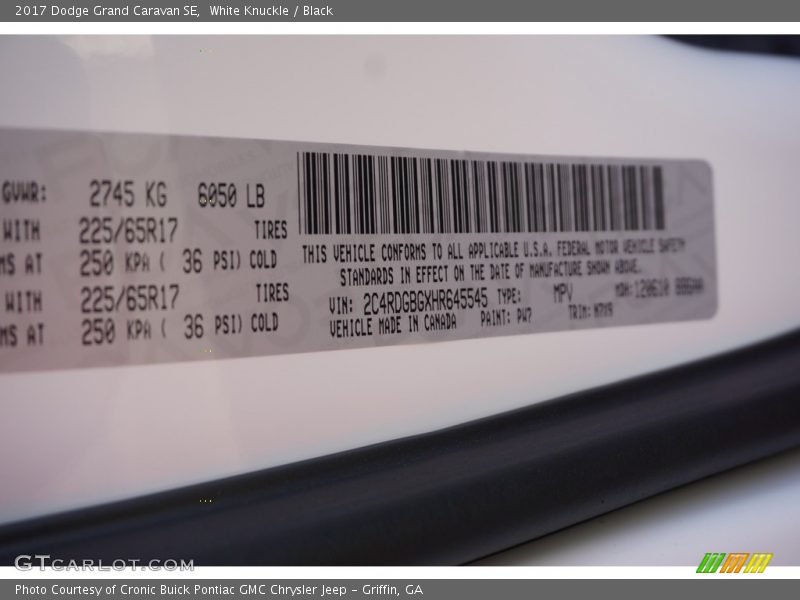 2017 Dodge Grand Caravan SE,  White Knuckle / Black
GVWR: 2745 KG 6050 LB
WITH 225/65R17 TIRES
MS AT 250 KPA ( 36 PSI) COLD
WITH 225/65R17 TIRES
MS AT 250 KPA ( 36 PSI) COLD
THIS VEHICLE CONFORMS TO ALL APPLICABLE U.S.A. FEDERAL MOTOR VEHICLE SAFETY
STANDARDS IN EFFECT ON THE DATE OF MANUFACTURE SHOWN ABOVE.
VIN: 2C4RDGBGXHR645545 TYPE: MPV MDH:120610
VEHICLE MADE IN CANADA PAINT: PW7 TRIM:
GTCARLOT.COM
Photo Courtesy of Cronic Buick Pontiac GMC Chrysler Jeep - Griffin, GA